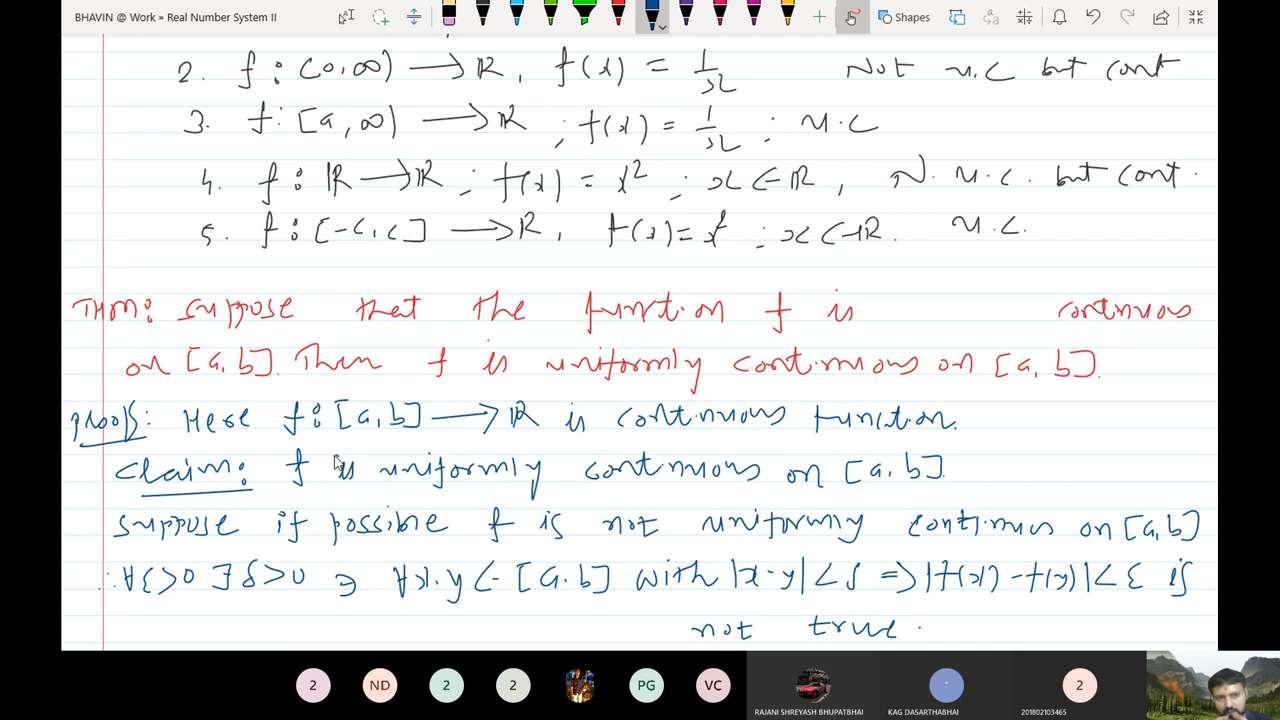 BHAVIN @ Work » Real Number System II
Shapes
2. f : (0, ∞) → ℝ, f(x) = 1/x Not u.c but cont
3. f : [a, ∞) → ℝ ; f(x) = 1/x ; u.c
4. f : ℝ → ℝ ; f(x) = x² ; x ∈ ℝ, N. u.c. but cont.
5. f : [-c, c] → ℝ, f(x) = x² ; x ∈ ℝ. u.c.
THM: Suppose that the function f is continuous
on [a, b]. Then f is uniformly continuous on [a, b].
Proof: Here f : [a, b] → ℝ is continuous function.
Claim: f is uniformly continuous on [a, b].
Suppose if possible f is not uniformly continuous on [a, b]
∴ ∀ ε > 0 ∃ δ > 0 ∋ ∀ x, y ∈ [a, b] with |x - y| < δ ⇒ |f(x) - f(y)| < ε is
not true.
2 ND 2 2 PG VC 2
RAJANI SHREYASH BHUPATBHAI KAG DASARTHABHAI 201802103465